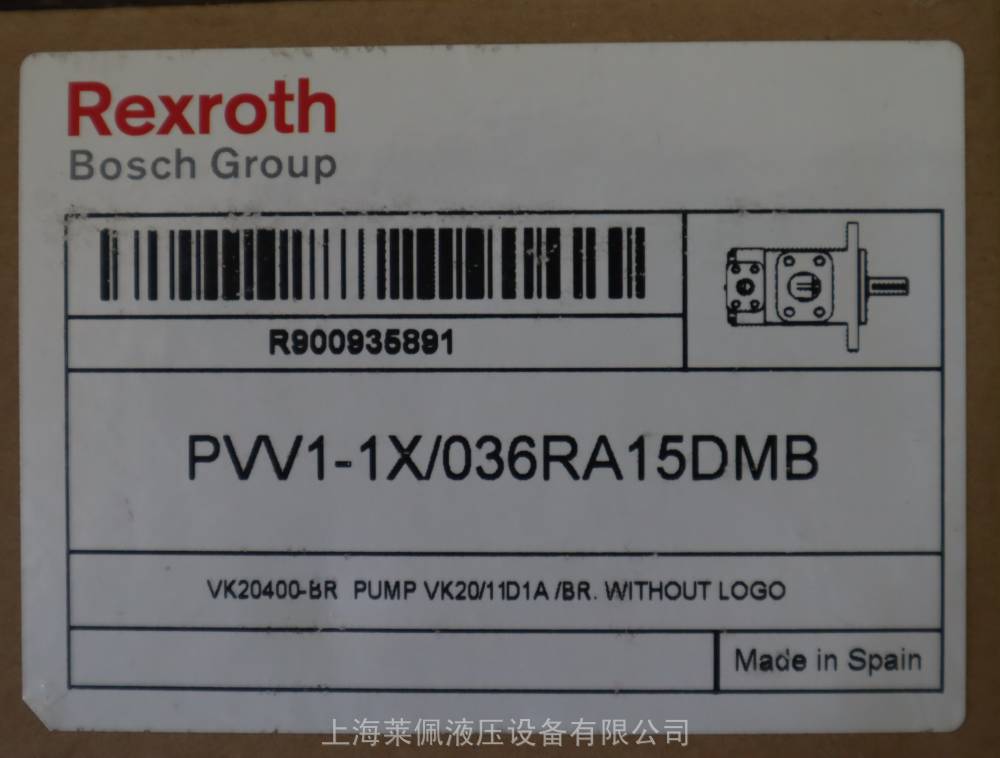 Rexroth
Bosch Group
R900935891
PVV1-1X/036RA15DMB
VK20400-BR PUMP VK20/11D1A /BR. WITHOUT LOGO
Made in Spain
上海莱佩液压设备有限公司